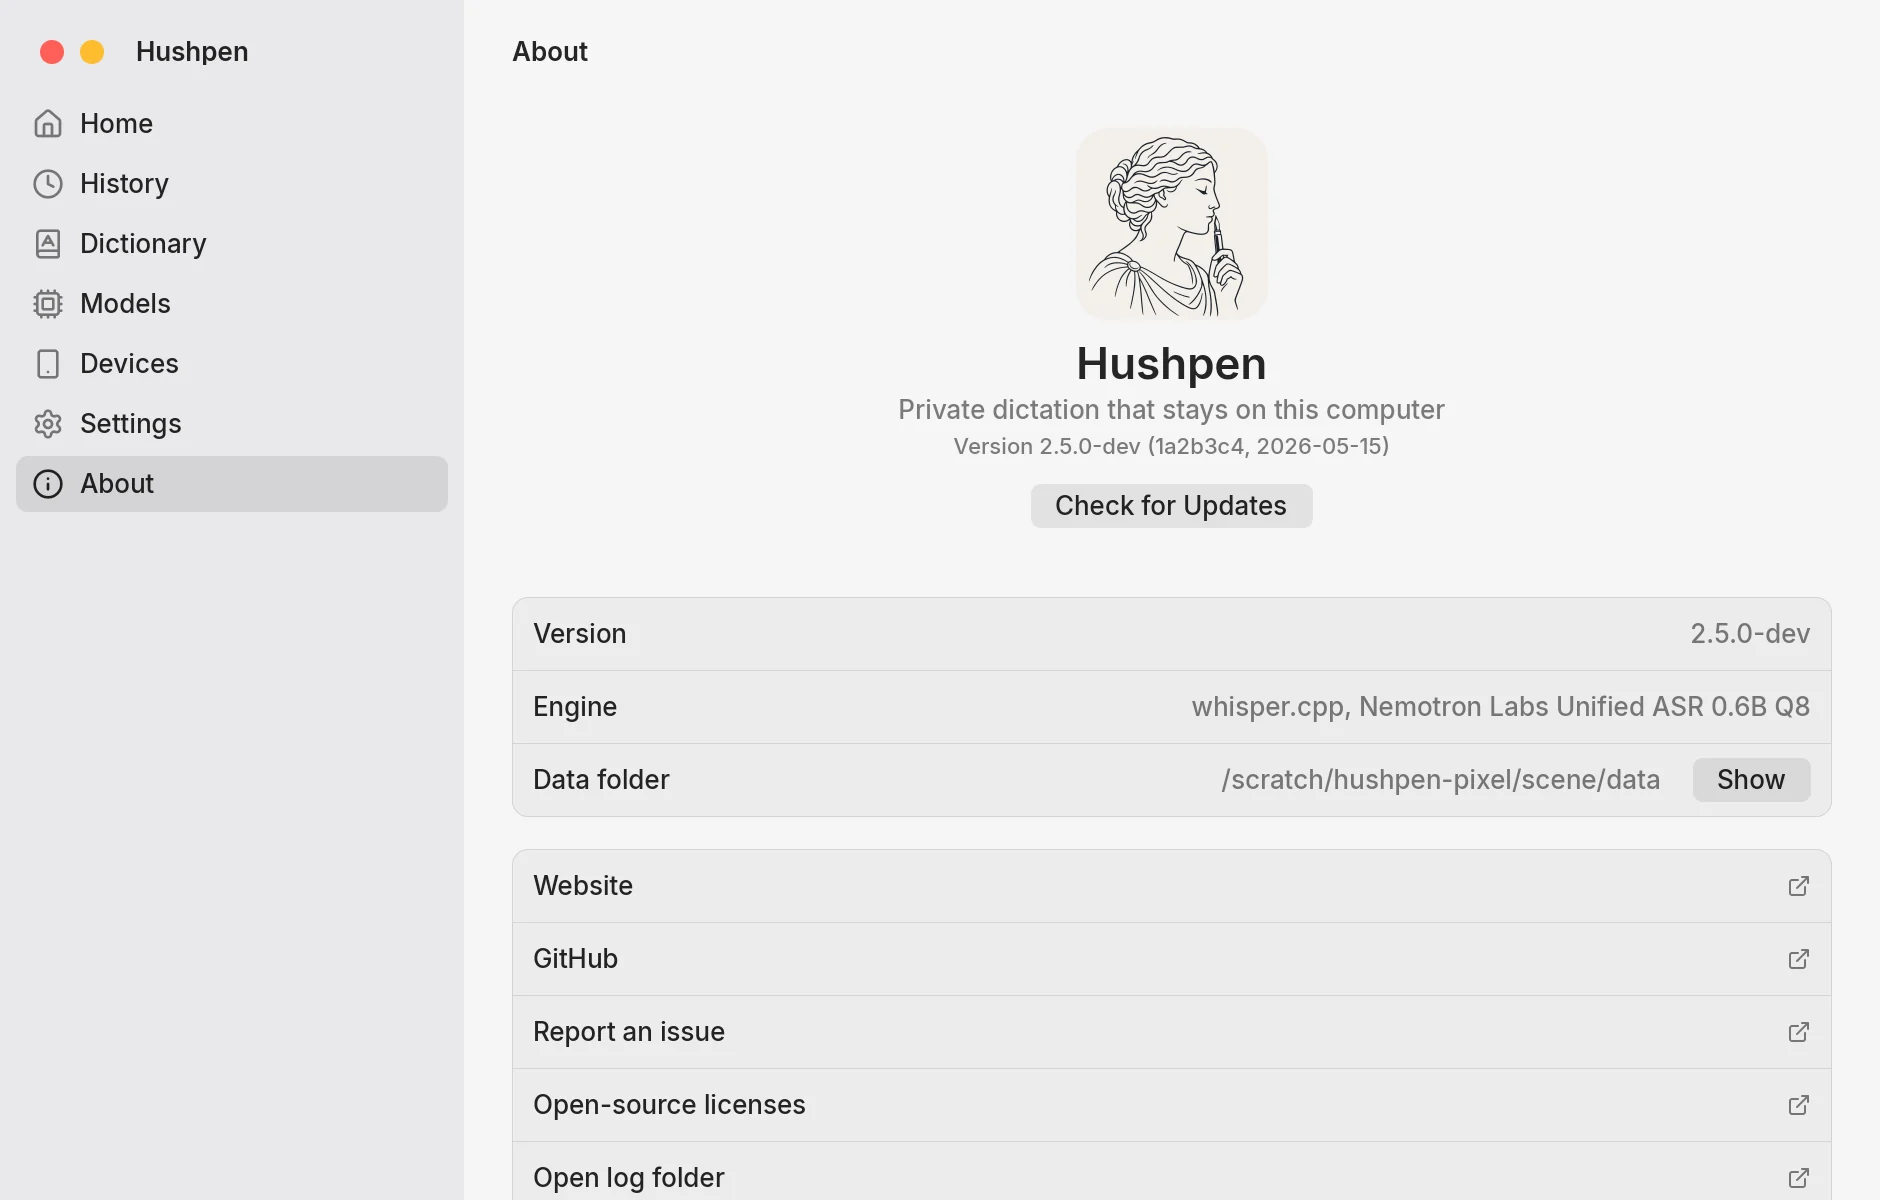 Hushpen
Home
History
Dictionary
Models
Devices
Settings
About
About
Hushpen
Private dictation that stays on this computer
Version 2.5.0-dev (1a2b3c4, 2026-05-15)
Check for Updates
Version 2.5.0-dev
Engine whisper.cpp, Nemotron Labs Unified ASR 0.6B Q8
Data folder /scratch/hushpen-pixel/scene/data Show
Website
GitHub
Report an issue
Open-source licenses
Open log folder